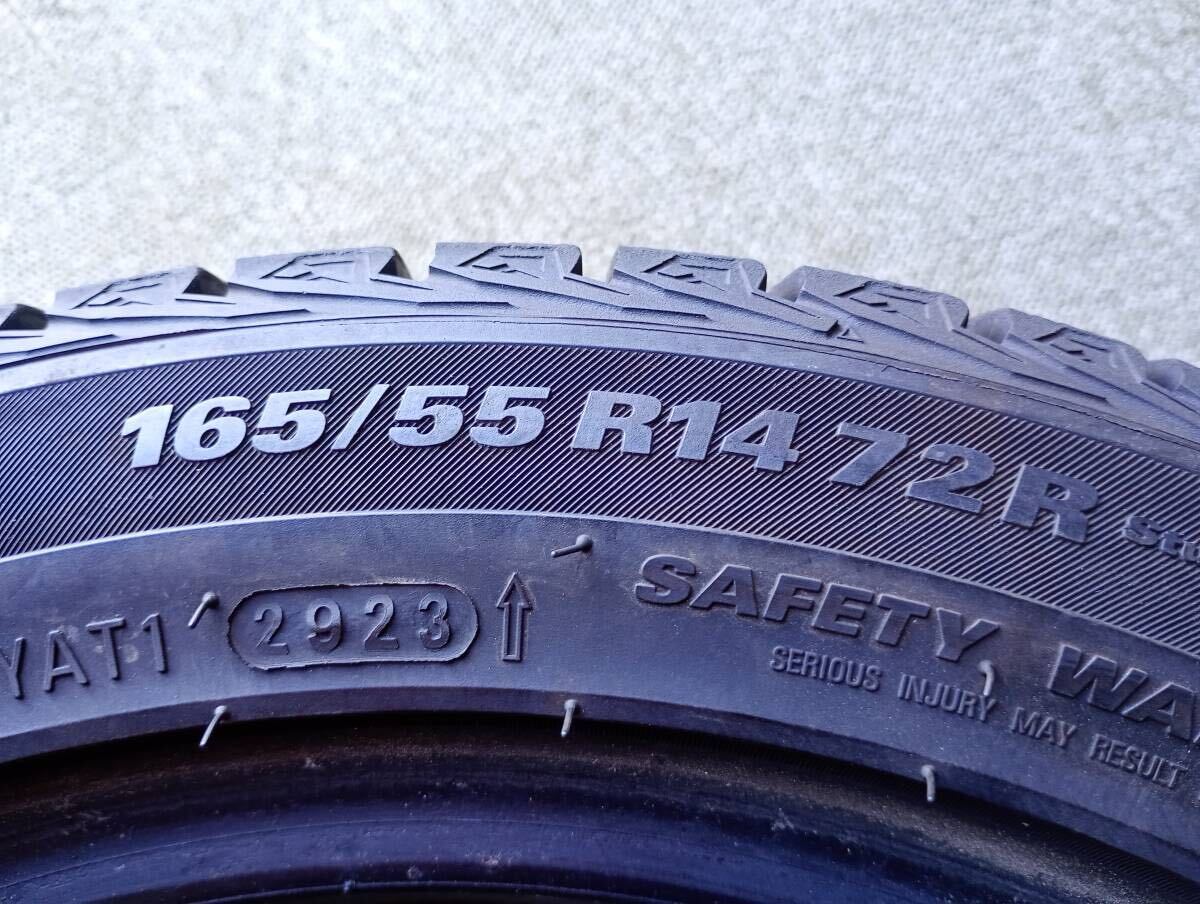 165/55 R14 72R
YAT1 2923
SAFETY
SERIOUS INJURY MAY RESULT